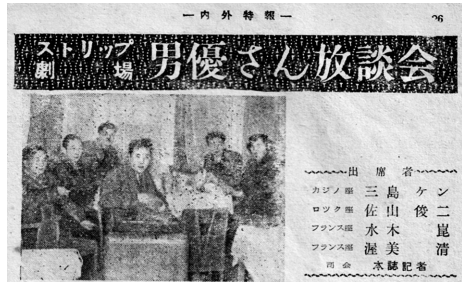 ―内外特報―
26
ストリップ劇場 男優さん放談会
出席者
カジノ座 三島ケン
ロック座 佐山俊二
フランス座 水木崑
フランス座 渥美清
司会 本誌記者